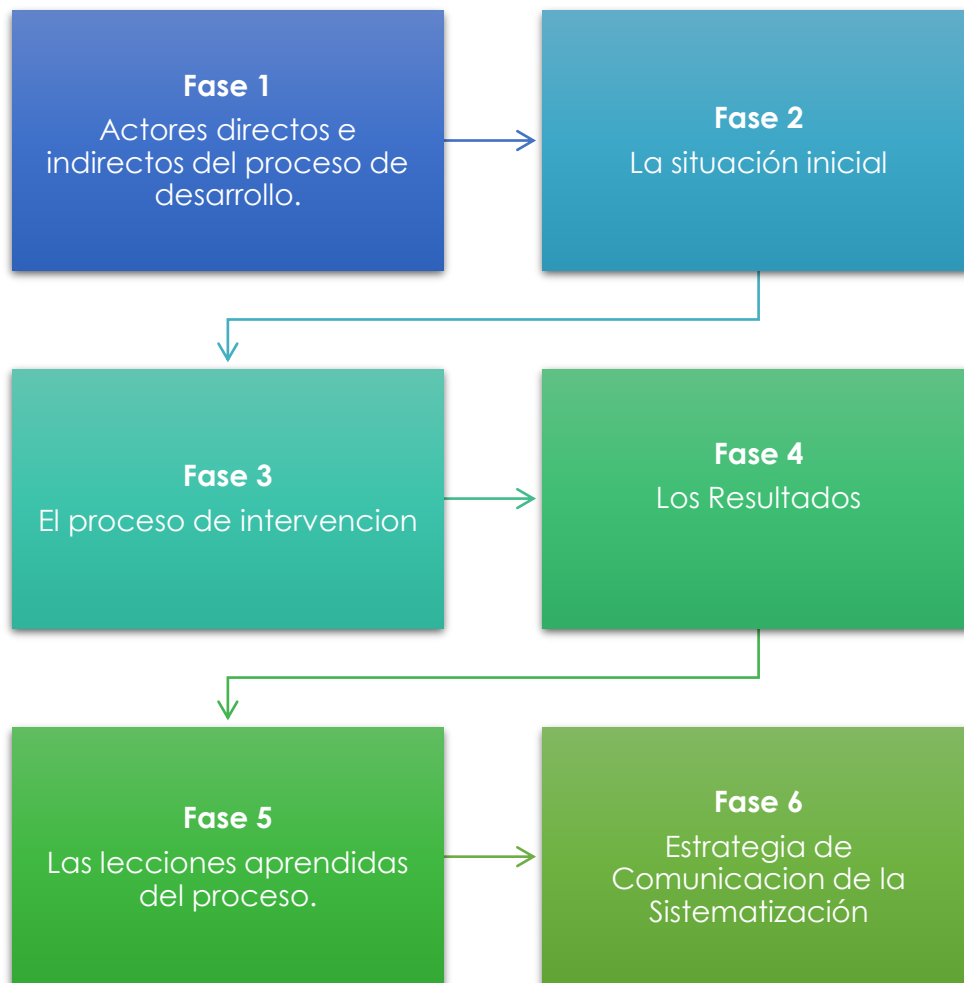 Fase 1
Actores directos e
indirectos del proceso de
desarrollo.
Fase 2
La situación inicial
Fase 3
El proceso de intervencion
Fase 4
Los Resultados
Fase 5
Las lecciones aprendidas
del proceso.
Fase 6
Estrategia de
Comunicacion de la
Sistematización